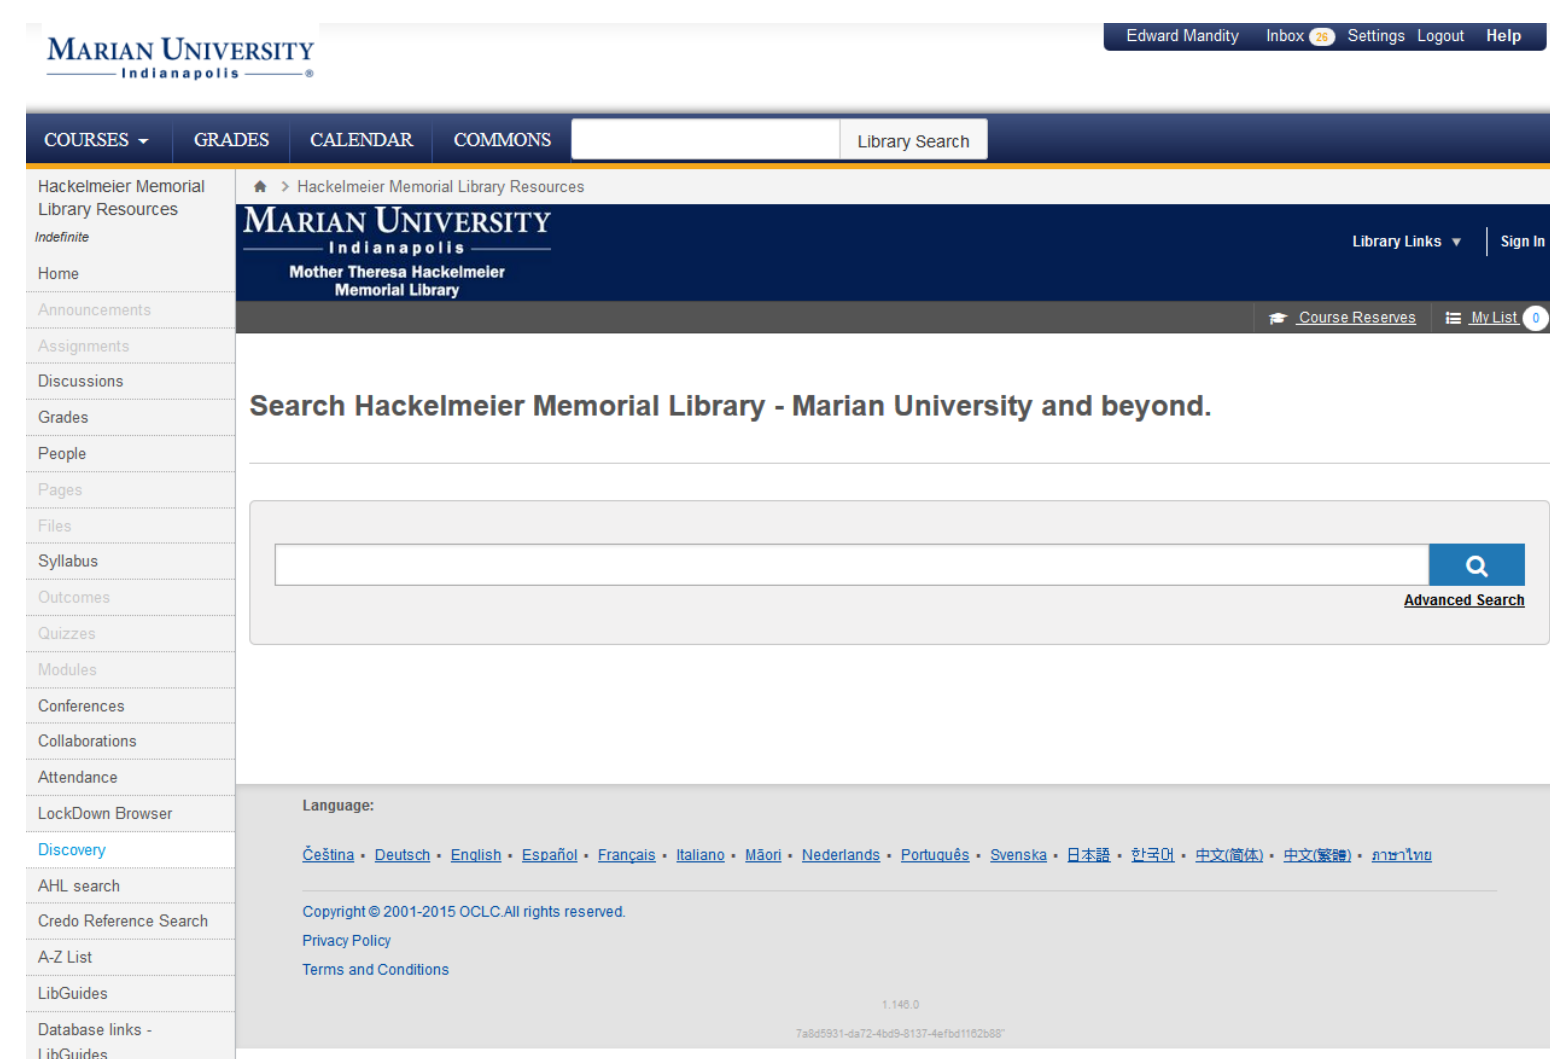 MARIAN UNIVERSITY
Indianapolis ®
Edward Mandity Inbox 26 Settings Logout Help
COURSES GRADES CALENDAR COMMONS Library Search
Hackelmeier Memorial
Library Resources
Indefinite
Home
Announcements
Assignments
Discussions
Grades
People
Pages
Files
Syllabus
Outcomes
Quizzes
Modules
Conferences
Collaborations
Attendance
LockDown Browser
Discovery
AHL search
Credo Reference Search
A-Z List
LibGuides
Database links -
LibGuides
> Hackelmeier Memorial Library Resources
MARIAN UNIVERSITY
Indianapolis
Mother Theresa Hackelmeier
Memorial Library
Library Links ▼ Sign In
Course Reserves My List 0
Search Hackelmeier Memorial Library - Marian University and beyond.
Advanced Search
Language:
Čeština • Deutsch • English • Español • Français • Italiano • Māori • Nederlands • Português • Svenska • 日本語 • 한국어 • 中文(简体) • 中文(繁體) • ภาษาไทย
Copyright © 2001-2015 OCLC.All rights reserved.
Privacy Policy
Terms and Conditions
1.146.0
7a8d5931-da72-4bd9-8137-4efbd1162b88"